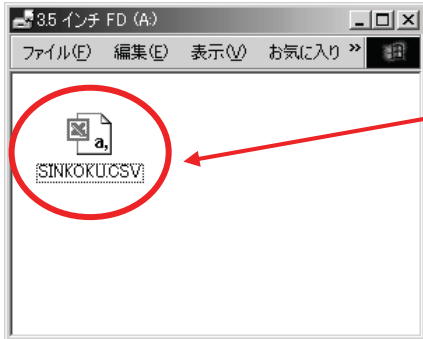 3.5 インチ FD (A:)
ファイル(F) 編集(E) 表示(V) お気に入り »
a,
SINKOKU.CSV